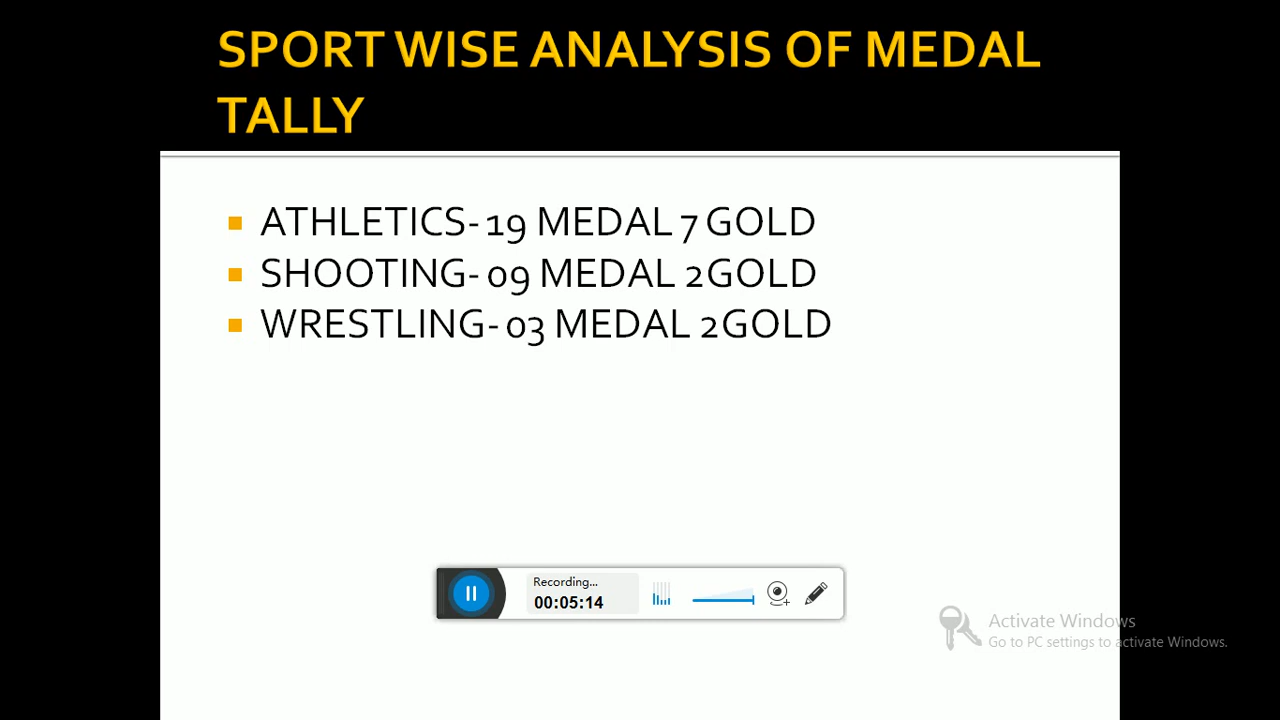 SPORT WISE ANALYSIS OF MEDAL
TALLY
ATHLETICS- 19 MEDAL 7 GOLD
SHOOTING- 09 MEDAL 2GOLD
WRESTLING- 03 MEDAL 2GOLD
Recording...
00:05:14
Activate Windows
Go to PC settings to activate Windows.